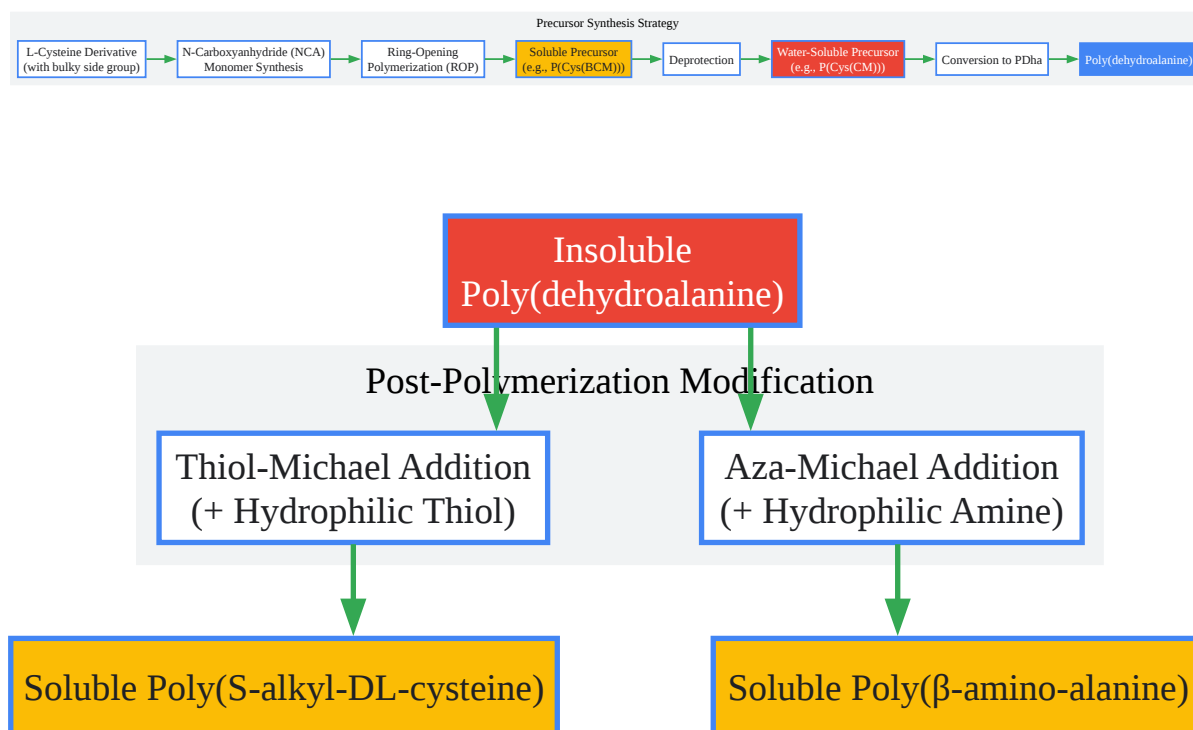 Precursor Synthesis Strategy
L-Cysteine Derivative
(with bulky side group)
N-Carboxyanhydride (NCA)
Monomer Synthesis
Ring-Opening
Polymerization (ROP)
Soluble Precursor
(e.g., P(Cys(BCM)))
Deprotection
Water-Soluble Precursor
(e.g., P(Cys(CM)))
Conversion to PDha
Poly(dehydroalanine)
Insoluble
Poly(dehydroalanine)
Post-Polymerization Modification
Thiol-Michael Addition
(+ Hydrophilic Thiol)
Aza-Michael Addition
(+ Hydrophilic Amine)
Soluble Poly(S-alkyl-DL-cysteine)
Soluble Poly(β-amino-alanine)